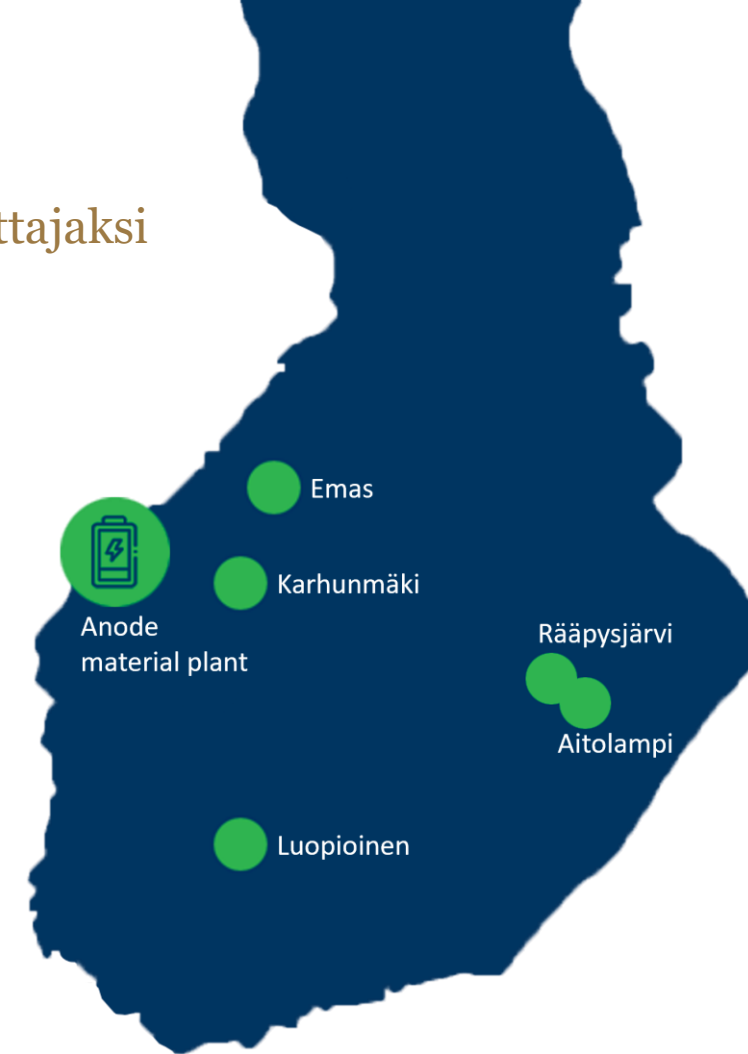 ttajaksi
Emas
Karhunmäki
Anode
material plant
Rääpysjärvi
Aitolampi
Luopioinen